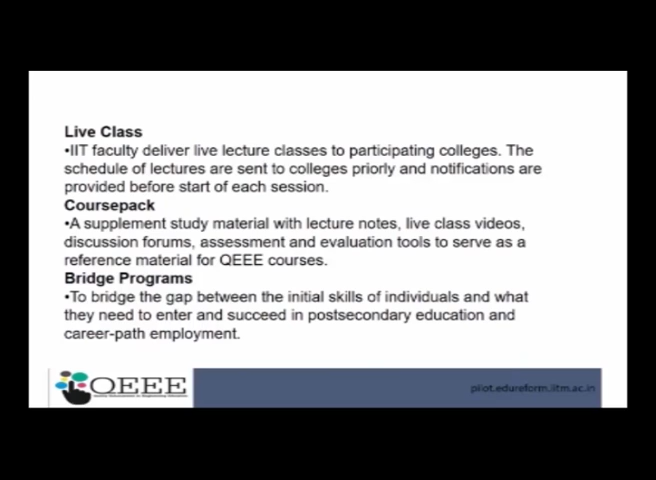 Live Class
•IIT faculty deliver live lecture classes to participating colleges. The
schedule of lectures are sent to colleges priorly and notifications are
provided before start of each session.
Coursepack
•A supplement study material with lecture notes, live class videos,
discussion forums, assessment and evaluation tools to serve as a
reference material for QEEE courses.
Bridge Programs
•To bridge the gap between the initial skills of individuals and what
they need to enter and succeed in postsecondary education and
career-path employment.
QEEE
pilot.edureform.iitm.ac.in